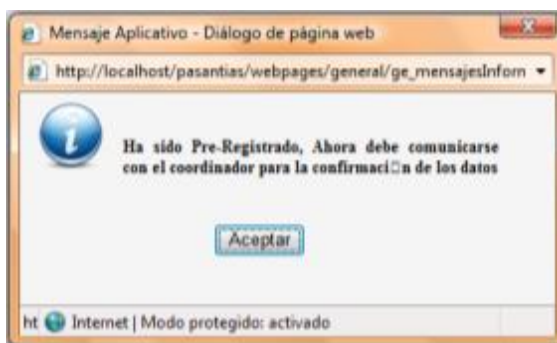 Mensaje Aplicativo - Diálogo de página web
http://localhost/pasantias/webpages/general/ge_mensajesInforn
Ha sido Pre-Registrado, Ahora debe comunicarse
con el coordinador para la confirmaci□n de los datos
Aceptar
ht Internet | Modo protegido: activado